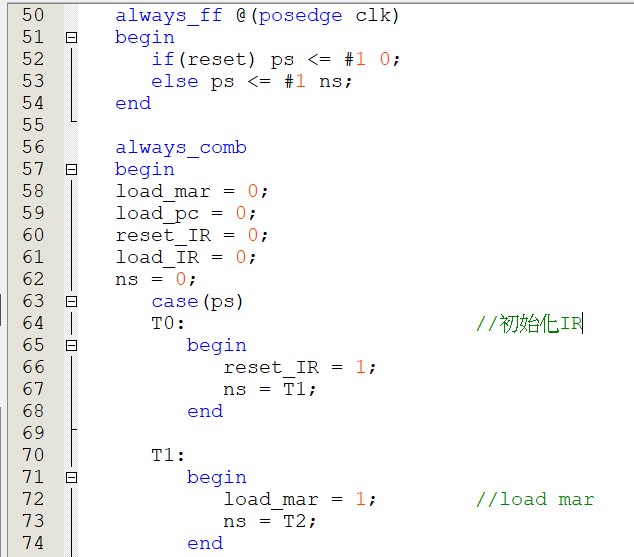 50 always_ff @(posedge clk)
51 begin
52 if(reset) ps <= #1 0;
53 else ps <= #1 ns;
54 end
55
56 always_comb
57 begin
58 load_mar = 0;
59 load_pc = 0;
60 reset_IR = 0;
61 load_IR = 0;
62 ns = 0;
63 case(ps)
64 T0: //初始化IR
65 begin
66 reset_IR = 1;
67 ns = T1;
68 end
69
70 T1:
71 begin
72 load_mar = 1; //load mar
73 ns = T2;
74 end